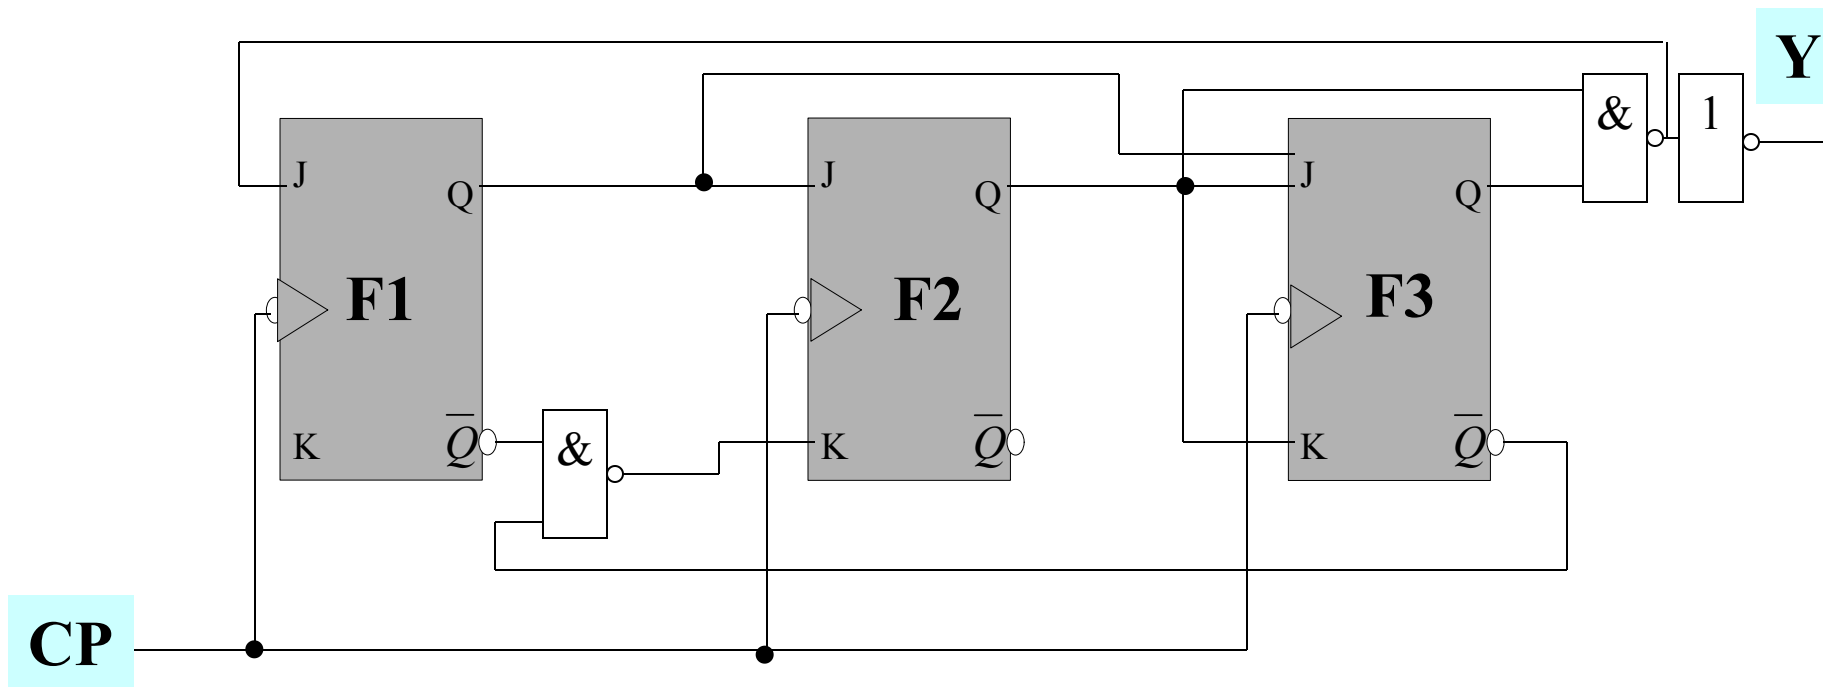 Y
& 1
J J J
Q Q Q
F1 F2 F3
K Q̅ & K Q̅ K Q̅
CP